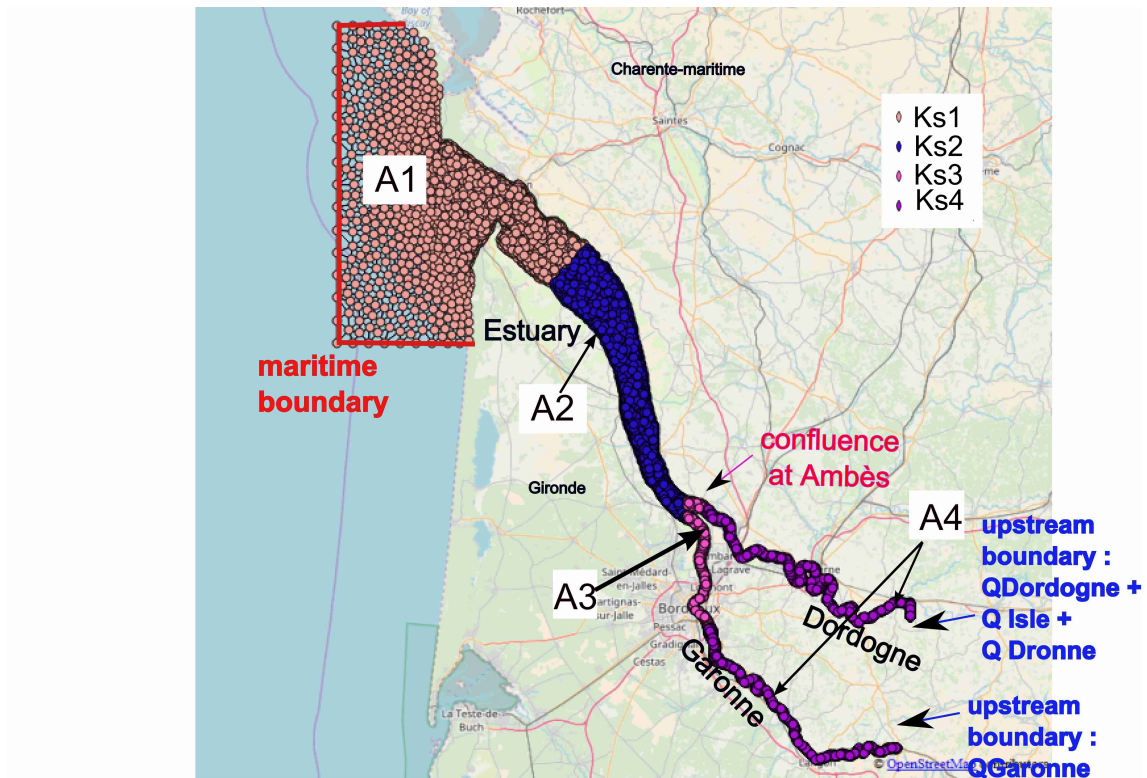 Rochefort
Bay of
Biscay
Charente-maritime
Saintes
Cognac
Ks1
Ks2
Ks3
Ks4
A1
Estuary
maritime
boundary
A2
confluence
at Ambès
Gironde
A4
upstream
boundary :
QDordogne +
Q Isle +
Q Dronne
A3
Saint-Médard-
en-Jalles
Lagrave
Bordeaux
Pessac
Cestas
Dordogne
Garonne
La Teste-de-
Buch
upstream
boundary :
QGaronne
© OpenStreetMap contributors